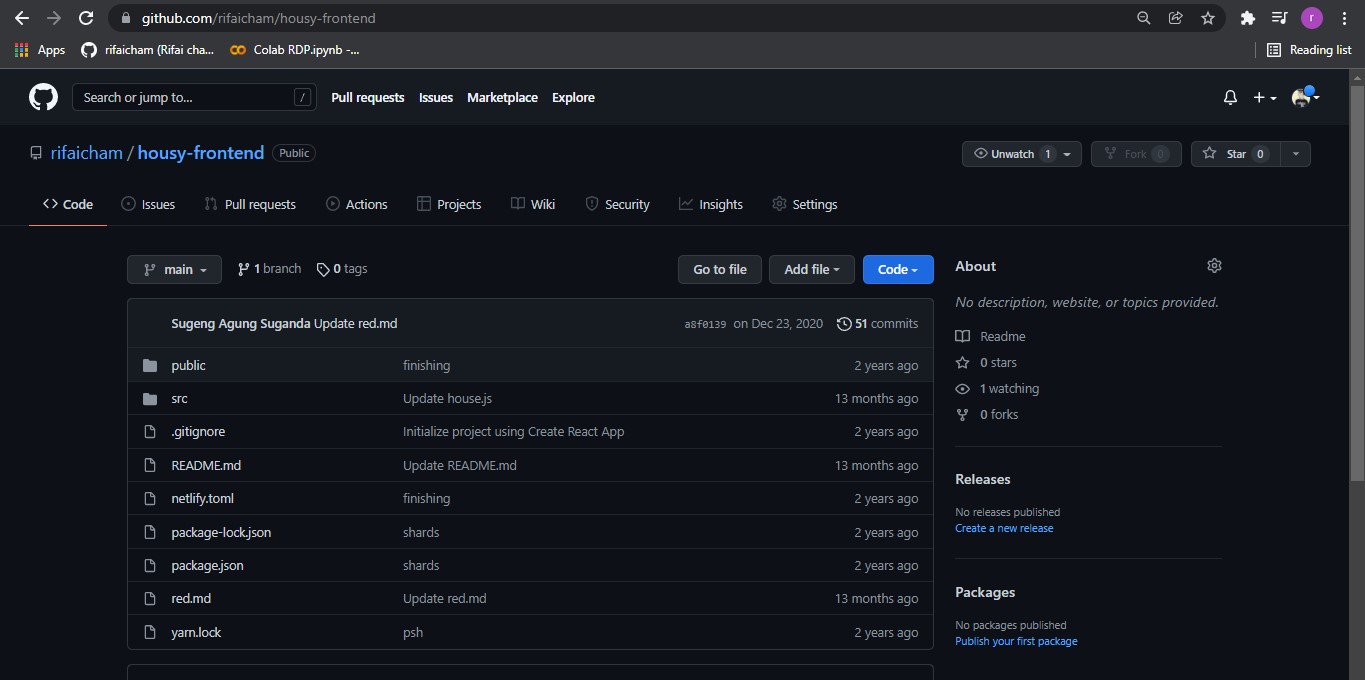 github.com/rifaicham/housy-frontend
r
Apps rifaicham (Rifai cha... Colab RDP.ipynb -... Reading list
Search or jump to... / Pull requests Issues Marketplace Explore
rifaicham / housy-frontend Public
Unwatch 1 Fork 0 Star 0
Code Issues Pull requests Actions Projects Wiki Security Insights Settings
main 1 branch 0 tags Go to file Add file Code
Sugeng Agung Suganda Update red.md a8f0139 on Dec 23, 2020 51 commits
public finishing 2 years ago
src Update house.js 13 months ago
.gitignore Initialize project using Create React App 2 years ago
README.md Update README.md 13 months ago
netlify.toml finishing 2 years ago
package-lock.json shards 2 years ago
package.json shards 2 years ago
red.md Update red.md 13 months ago
yarn.lock psh 2 years ago
About
No description, website, or topics provided.
Readme
0 stars
1 watching
0 forks
Releases
No releases published
Create a new release
Packages
No packages published
Publish your first package